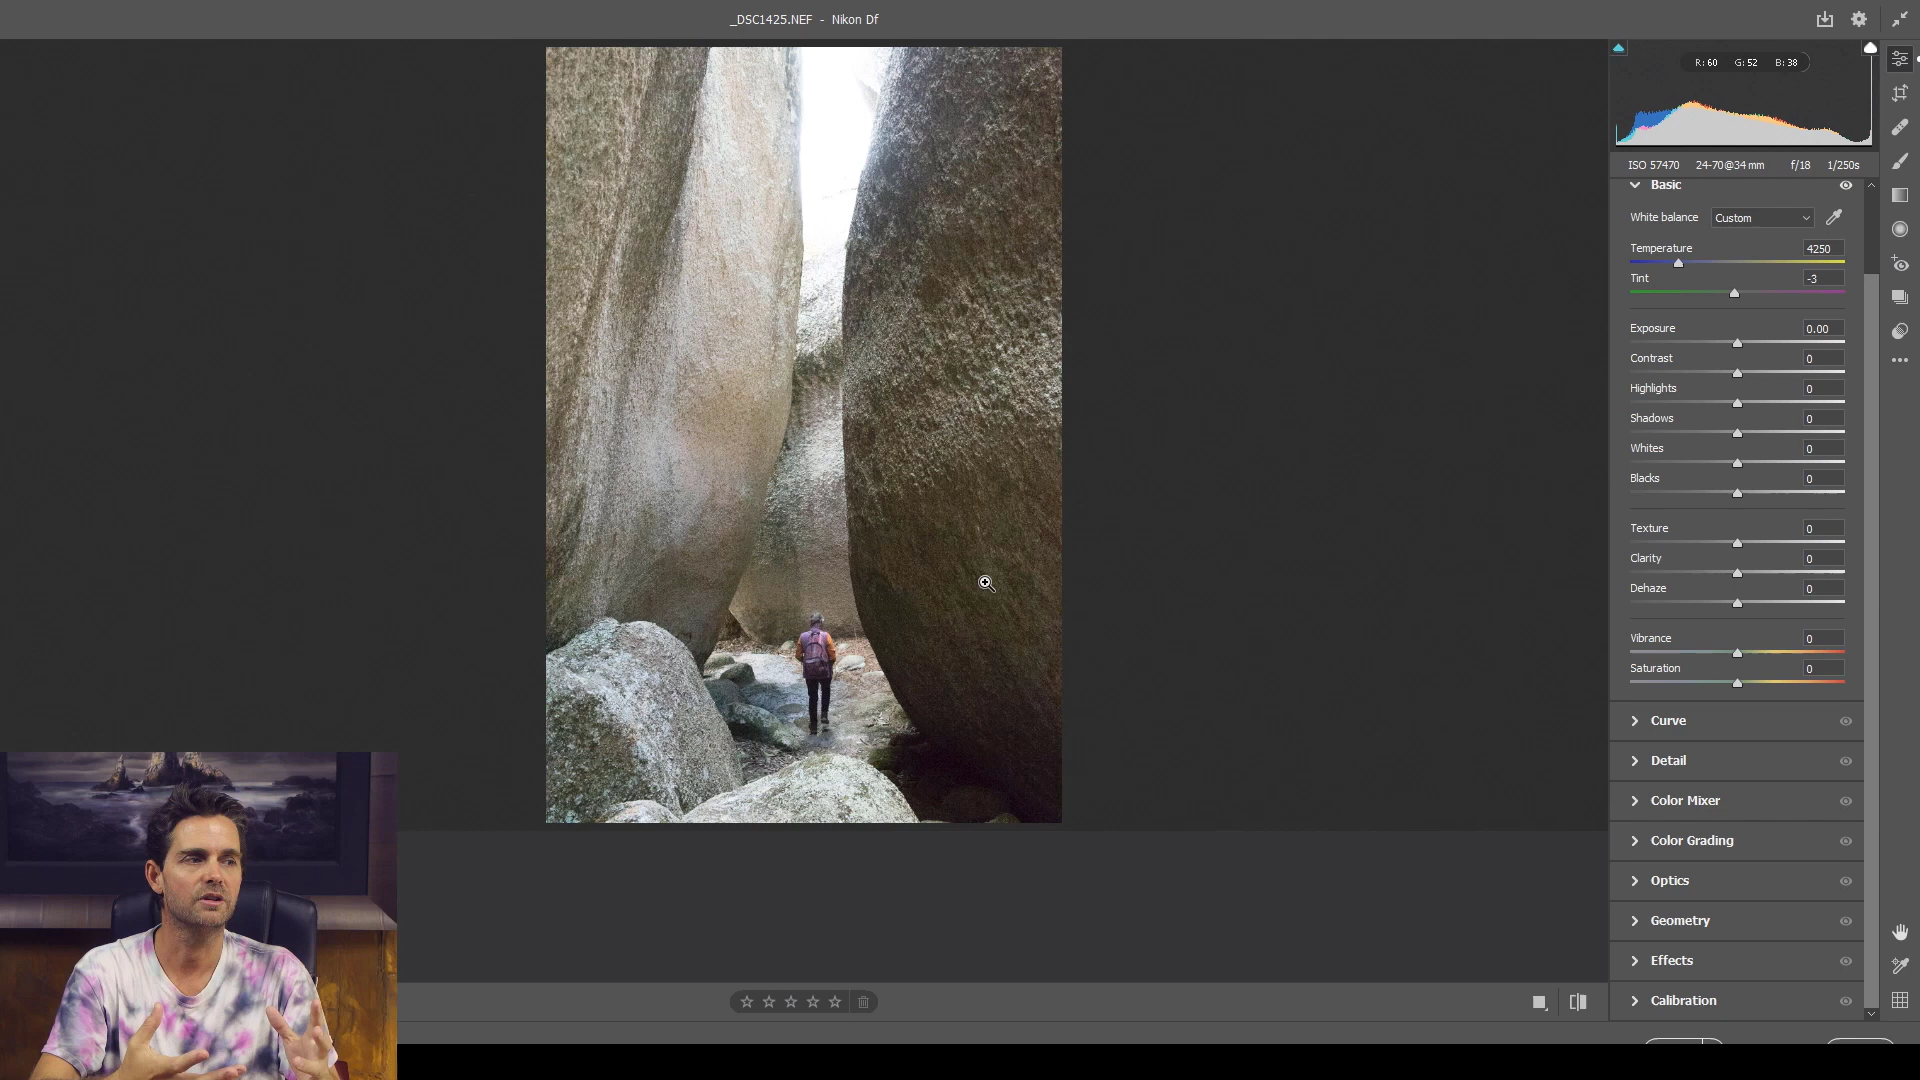 _DSC1425.NEF - Nikon Df
R: 60 G: 52 B: 38
ISO 57470 24-70@34 mm f/18 1/250s
Basic
White balance Custom
Temperature 4250
Tint -3
Exposure 0.00
Contrast 0
Highlights 0
Shadows 0
Whites 0
Blacks 0
Texture 0
Clarity 0
Dehaze 0
Vibrance 0
Saturation 0
Curve
Detail
Color Mixer
Color Grading
Optics
Geometry
Effects
Calibration